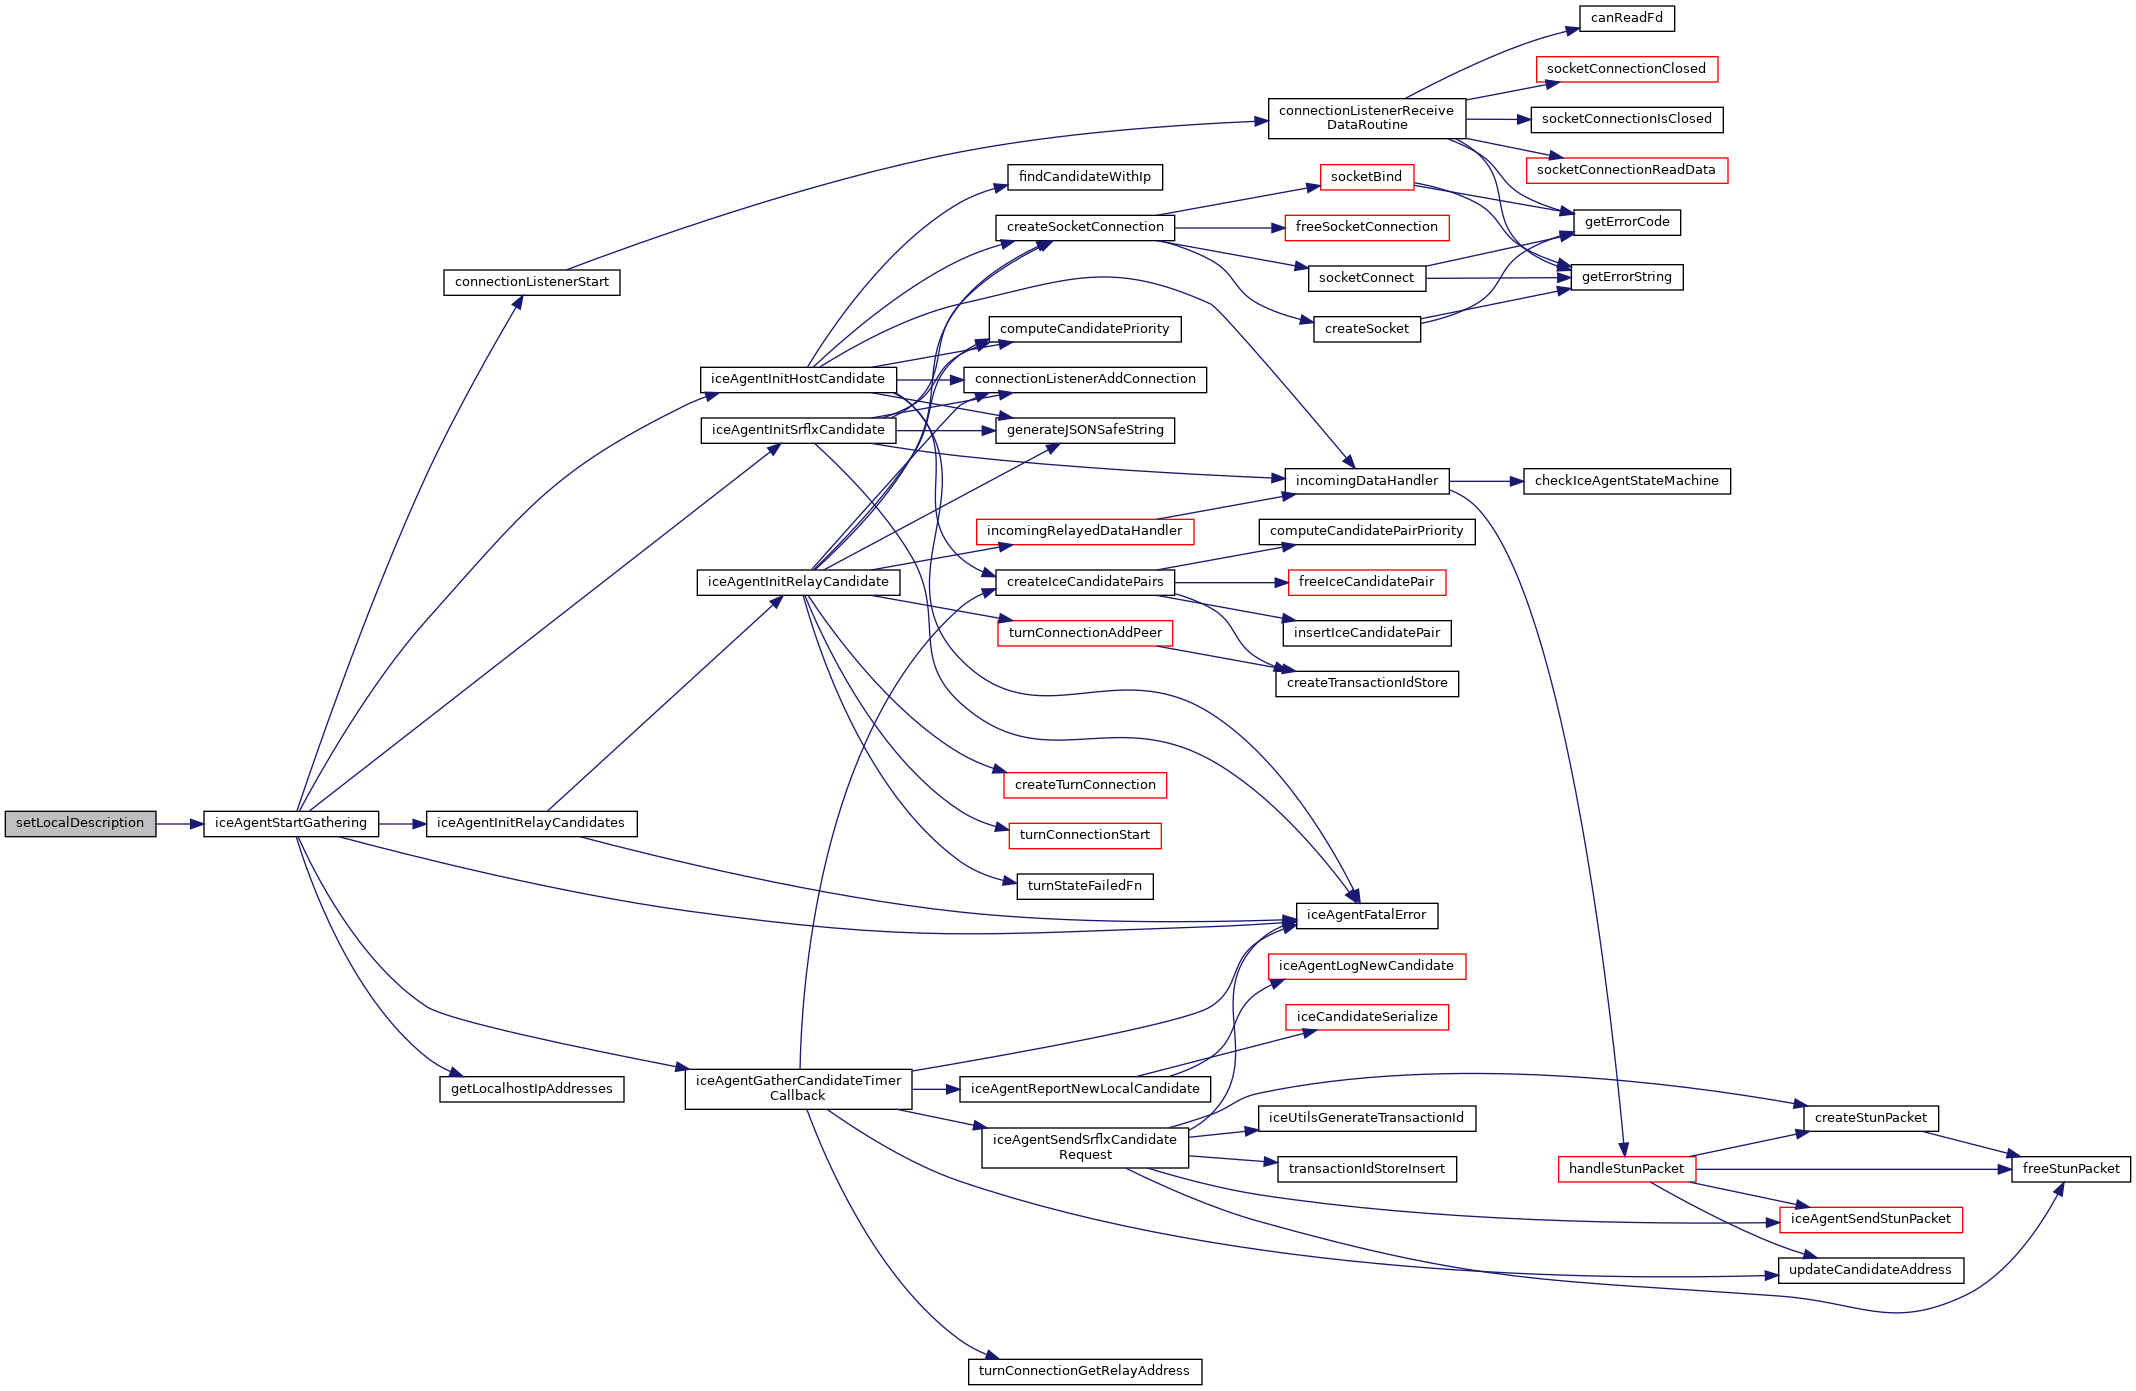 canReadFd
socketConnectionClosed
connectionListenerReceive
DataRoutine
socketConnectionIsClosed
socketConnectionReadData
findCandidateWithIp
socketBind
createSocketConnection
freeSocketConnection
getErrorCode
connectionListenerStart
socketConnect
getErrorString
computeCandidatePriority
createSocket
iceAgentInitHostCandidate
connectionListenerAddConnection
iceAgentInitSrflxCandidate
generateJSONSafeString
incomingDataHandler
checkIceAgentStateMachine
incomingRelayedDataHandler
computeCandidatePairPriority
iceAgentInitRelayCandidate
createIceCandidatePairs
freeIceCandidatePair
turnConnectionAddPeer
insertIceCandidatePair
createTransactionIdStore
createTurnConnection
setLocalDescription
iceAgentStartGathering
iceAgentInitRelayCandidates
turnConnectionStart
turnStateFailedFn
iceAgentFatalError
iceAgentLogNewCandidate
iceCandidateSerialize
getLocalhostIpAddresses
iceAgentGatherCandidateTimer
Callback
iceAgentReportNewLocalCandidate
iceUtilsGenerateTransactionId
createStunPacket
iceAgentSendSrflxCandidate
Request
transactionIdStoreInsert
handleStunPacket
freeStunPacket
iceAgentSendStunPacket
updateCandidateAddress
turnConnectionGetRelayAddress